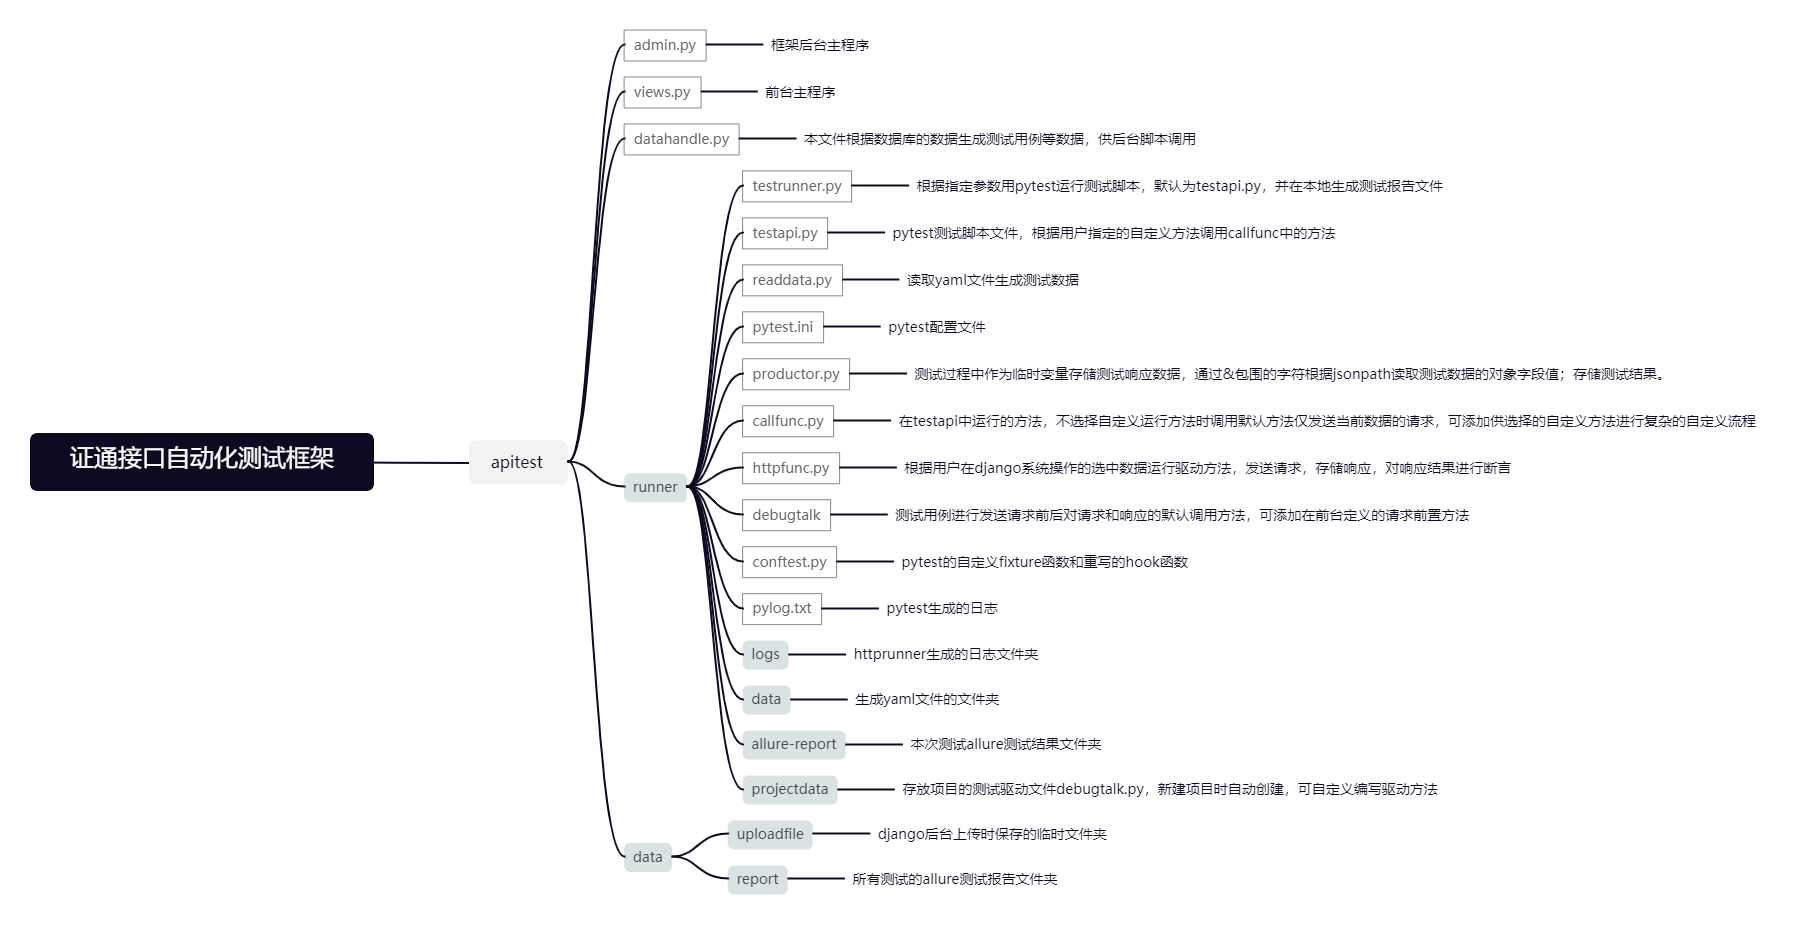 admin.py
框架后台主程序
views.py
前台主程序
datahandle.py
本文件根据数据库的数据生成测试用例等数据，供后台脚本调用
testrunner.py
根据指定参数用pytest运行测试脚本，默认为testapi.py，并在本地生成测试报告文件
testapi.py
pytest测试脚本文件，根据用户指定的自定义方法调用callfunc中的方法
readdata.py
读取yaml文件生成测试数据
pytest.ini
pytest配置文件
productor.py
测试过程中作为临时变量存储测试响应数据，通过&包围的字符根据jsonpath读取测试数据的对象字段值；存储测试结果。
callfunc.py
在testapi中运行的方法，不选择自定义运行方法时调用默认方法仅发送当前数据的请求，可添加供选择的自定义方法进行复杂的自定义流程
证通接口自动化测试框架
apitest
httpfunc.py
根据用户在django系统操作的选中数据运行驱动方法，发送请求，存储响应，对响应结果进行断言
runner
debugtalk
测试用例进行发送请求前后对请求和响应的默认调用方法，可添加在前台定义的请求前置方法
conftest.py
pytest的自定义fixture函数和重写的hook函数
pylog.txt
pytest生成的日志
logs
httprunner生成的日志文件夹
data
生成yaml文件的文件夹
allure-report
本次测试allure测试结果文件夹
projectdata
存放项目的测试驱动文件debugtalk.py，新建项目时自动创建，可自定义编写驱动方法
data
uploadfile
django后台上传时保存的临时文件夹
report
所有测试的allure测试报告文件夹